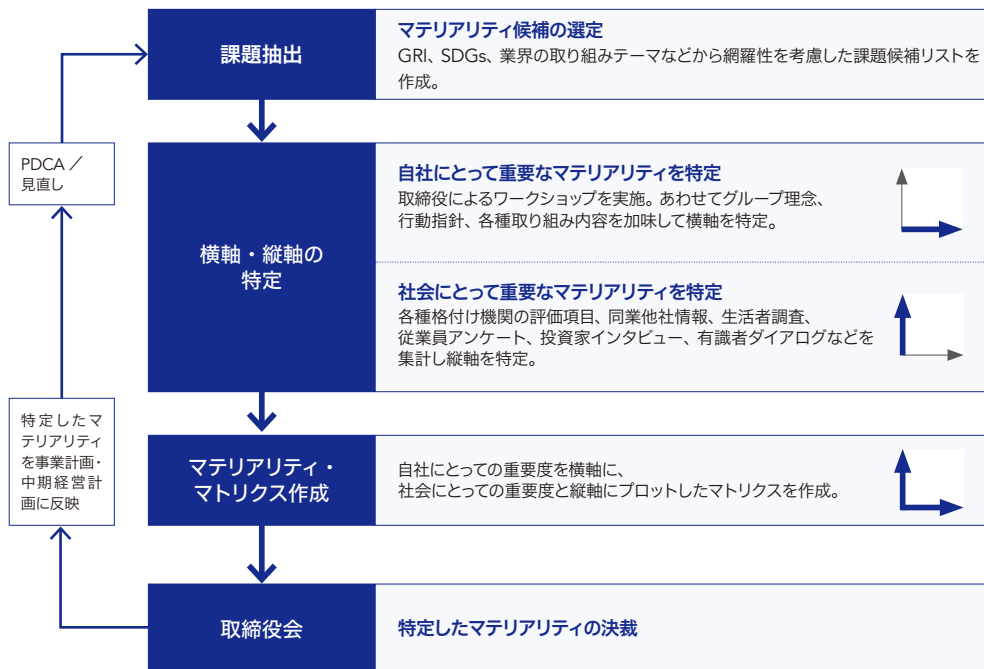 課題抽出
マテリアリティ候補の選定
GRI、SDGs、業界の取り組みテーマなどから網羅性を考慮した課題候補リストを
作成。
PDCA ／
見直し
横軸・縦軸の
特定
自社にとって重要なマテリアリティを特定
取締役によるワークショップを実施。あわせてグループ理念、
行動指針、各種取り組み内容を加味して横軸を特定。
社会にとって重要なマテリアリティを特定
各種格付け機関の評価項目、同業他社情報、生活者調査、
従業員アンケート、投資家インタビュー、有識者ダイアログなどを
集計し縦軸を特定。
特定したマ
テリアリティ
を事業計画・
中期経営計
画に反映
マテリアリティ・
マトリクス作成
自社にとっての重要度を横軸に、
社会にとっての重要度と縦軸にプロットしたマトリクスを作成。
取締役会
特定したマテリアリティの決裁